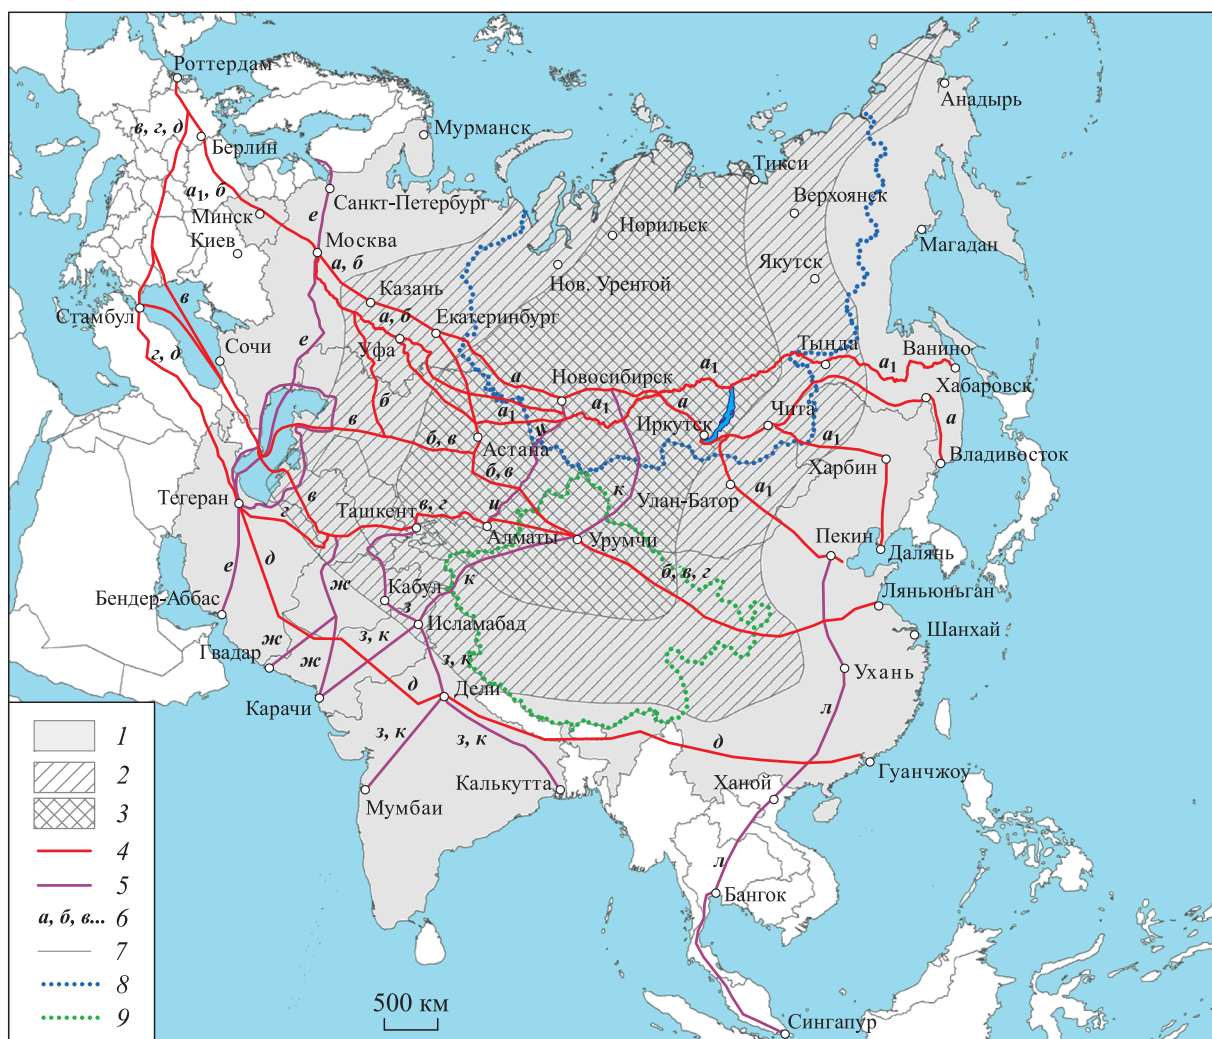 Роттердам
Анадырь
в, г, д
Берлин
Мурманск
Тикси
Верхоянск
а₁, б
Санкт-Петербург
Минск
е
Норильск
Магадан
Киев
Москва
а, б
Якутск
Нов. Уренгой
Казань
в
Стамбул
а, б
Екатеринбург
Сочи
е
Уфа
Тында
а₁
Ванино
г, д
а₁
а
Новосибирск
Хабаровск
б
в
а₁
и
а₁
а
Чита
а
Иркутск
б, в
Астана
а₁
Харбин
Владивосток
б, в
а₁
Улан-Батор
к
Тегеран
в
г
Ташкент
в, г
и
Алматы
Урумчи
Пекин
Далянь
д
ж
е
Кабул
к
б, в, г
Бендер-Аббас
з
Ляньюньган
Исламабад
Шанхай
ж
Гвадар
ж
з, к
з, к
Ухань
Карачи
д
Дели
л
з, к
з, к
д
Гуанчжоу
Мумбаи
Калькутта
Ханой
л
Бангок
Сингапур
1
2
3
4
5
а, б, в... 6
7
8
9
500 км